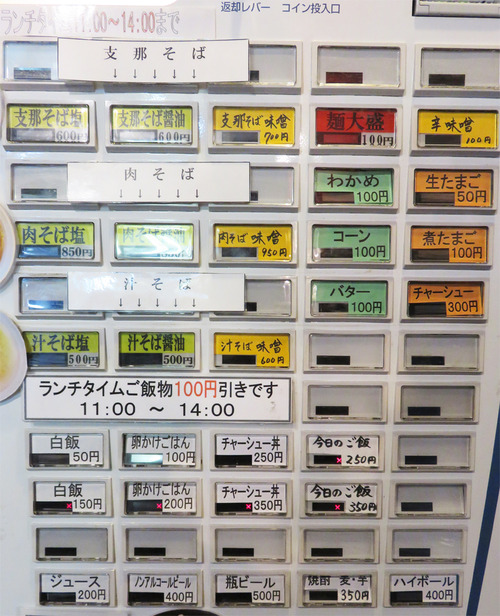 返却レバー コイン投入口
ランチタイム11:00～14:00まで
支那そば
↓ ↓ ↓ ↓ ↓
支那そば塩 600円
支那そば醤油 600円
支那そば味噌 700円
麺大盛 100円
辛味噌 100円
肉そば
↓ ↓ ↓ ↓ ↓
わかめ 100円
生たまご 50円
肉そば塩 850円
肉そば醤油
肉そば味噌 950円
コーン 100円
煮たまご 100円
汁そば
↓ ↓ ↓ ↓ ↓
バター 100円
チャーシュー 300円
汁そば塩 500円
汁そば醤油 500円
汁そば味噌 600円
ランチタイムご飯物100円引きです
11:00 ～ 14:00
白飯 50円
卵かけごはん 100円
チャーシュー丼 250円
今日のご飯 250円
白飯 150円
卵かけごはん 200円
チャーシュー丼 350円
今日のご飯 350円
ジュース 200円
ノンアルコールビール 400円
瓶ビール 500円
焼酎 麦・芋 350円
ハイボール 400円